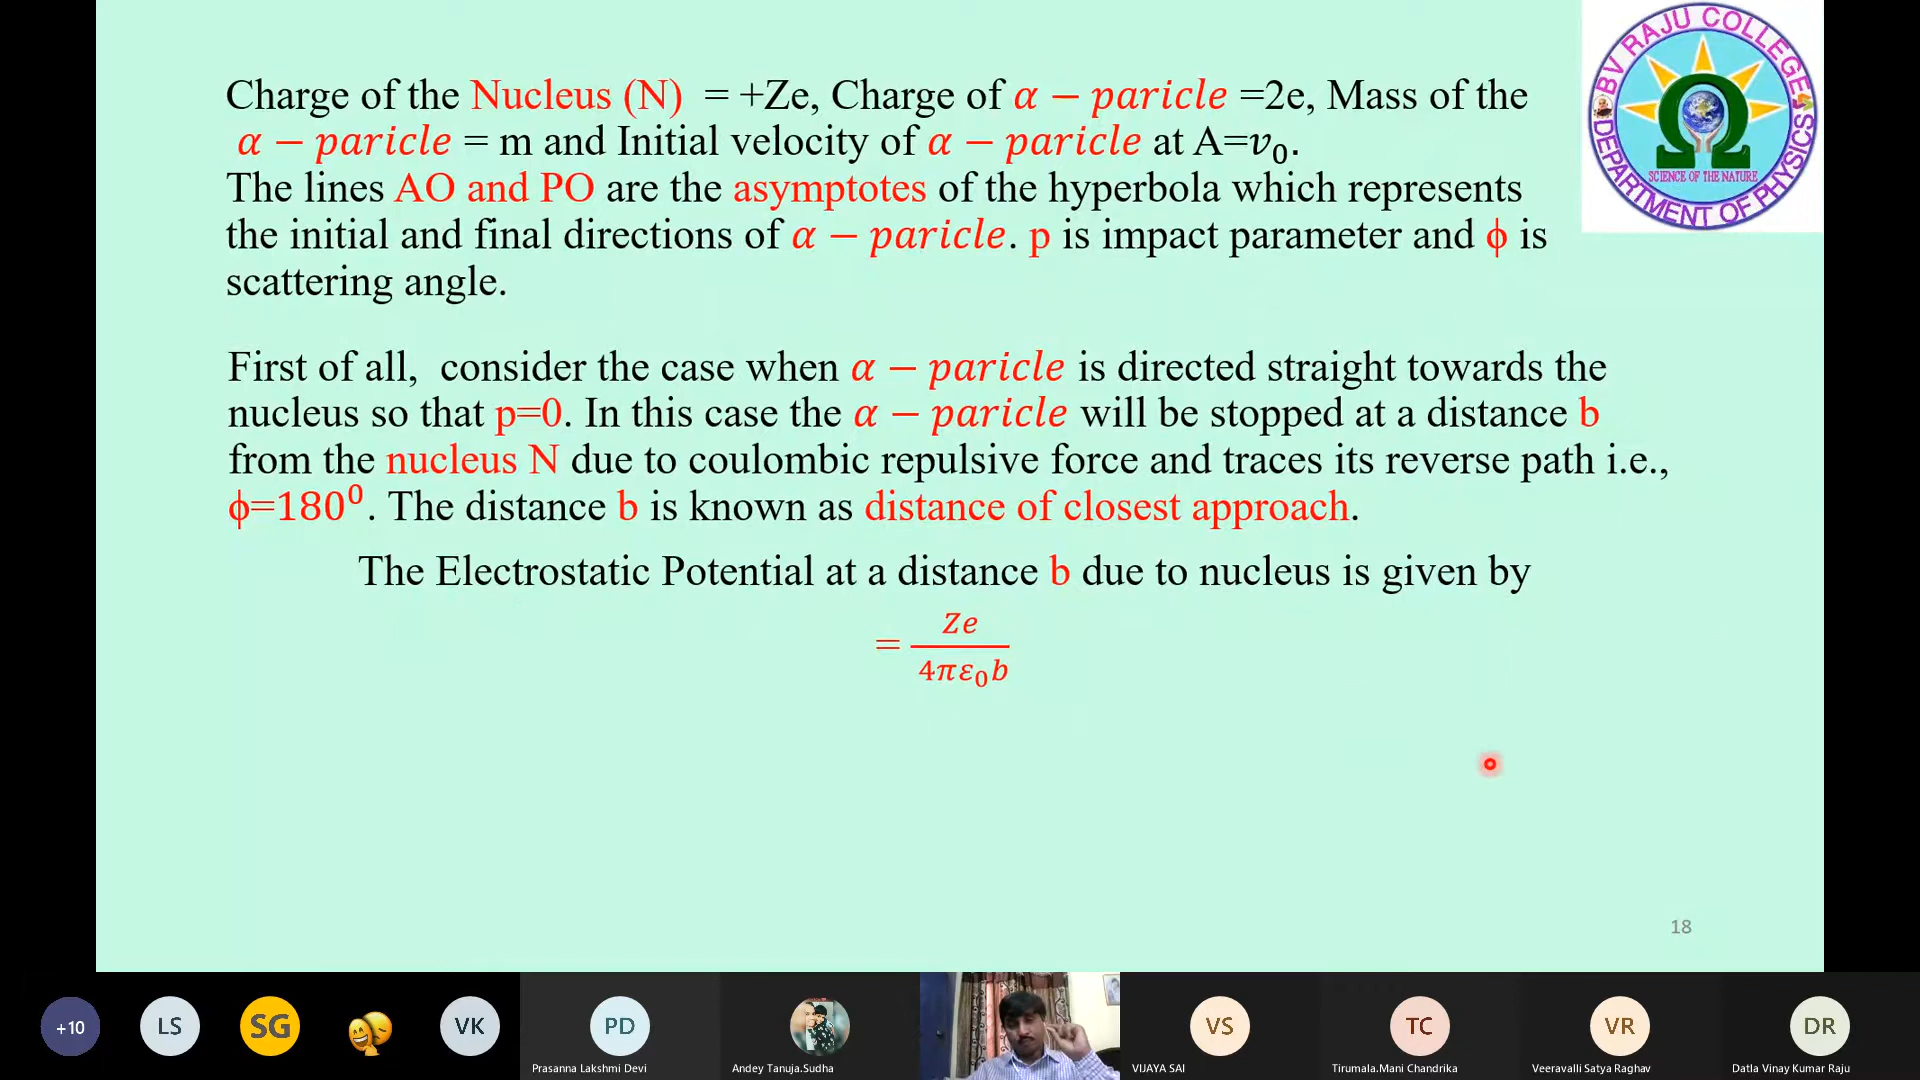 Charge of the Nucleus (N) = +Ze, Charge of α − paricle =2e, Mass of the
α − paricle = m and Initial velocity of α − paricle at A=v₀.
The lines AO and PO are the asymptotes of the hyperbola which represents
the initial and final directions of α − paricle. p is impact parameter and ϕ is
scattering angle.
First of all, consider the case when α − paricle is directed straight towards the
nucleus so that p=0. In this case the α − paricle will be stopped at a distance b
from the nucleus N due to coulombic repulsive force and traces its reverse path i.e.,
ϕ=180⁰. The distance b is known as distance of closest approach.
The Electrostatic Potential at a distance b due to nucleus is given by
= Ze
4πε₀b
BV RAJU COLLEGE
SCIENCE OF THE NATURE
DEPARTMENT OF PHYSICS
18
+10
LS
SG
VK
PD
VS
TC
VR
DR
Prasanna Lakshmi Devi
Andey Tanuja.Sudha
VIJAYA SAI
Tirumala.Mani Chandrika
Veeravalli Satya Raghav
Datla Vinay Kumar Raju